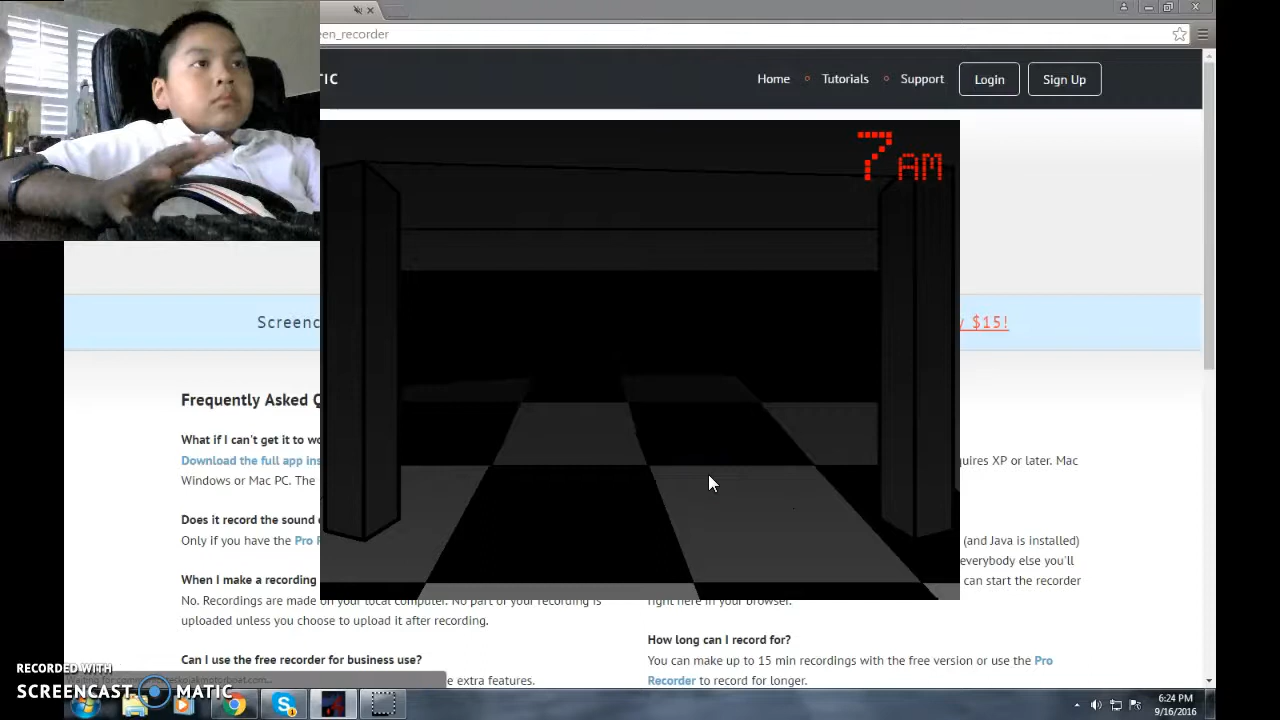 en_recorder
TIC
Home
Tutorials
Support
Login
Sign Up
7 AM
Screenc
$15!
Frequently Asked Q
What if I can't get it to wo
Download the full app ins
quires XP or later. Mac
Windows or Mac PC. The
Does it record the sound
Only if you have the Pro
(and Java is installed)
everybody else you'll
can start the recorder
When I make a recording
No. Recordings are made on your local computer. No part of your recording is
right here in your browser.
uploaded unless you choose to upload it after recording.
How long can I record for?
Can I use the free recorder for business use?
You can make up to 15 min recordings with the free version or use the Pro
Recorder to record for longer.
e extra features.
RECORDED WITH
SCREENCAST MATIC
6:24 PM
9/16/2016